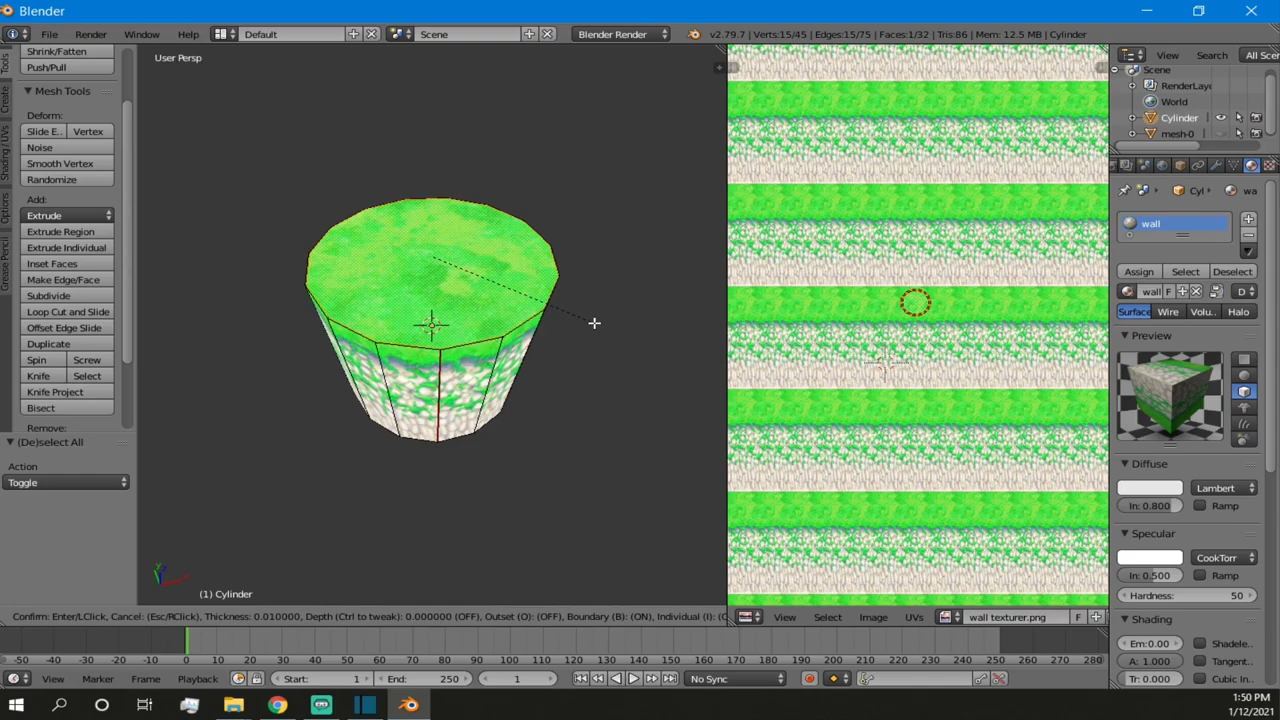 Blender
File Render Window Help Default Scene Blender Render v2.79.7 | Verts:15/45 | Edges:15/75 | Faces:1/32 | Tris:86 | Mem: 12.5 MB | Cylinder
Shrink/Fatten
Push/Pull
Mesh Tools
Deform:
Slide E.. Vertex
Noise
Smooth Vertex
Randomize
Add:
Extrude
Extrude Region
Extrude Individual
Inset Faces
Make Edge/Face
Subdivide
Loop Cut and Slide
Offset Edge Slide
Duplicate
Spin Screw
Knife Select
Knife Project
Bisect
Remove:
(De)select All
Action
Toggle
Tools
Create
Shading / UVs
Options
Grease Pencil
User Persp
(1) Cylinder
Confirm: Enter/LClick, Cancel: (Esc/RClick), Thickness: 0.010000, Depth (Ctrl to tweak): 0.000000 (OFF), Outset (O): (OFF), Boundary (B): (ON), Individual (I): (O
View Select Image UVs wall texturer.png F
View Search All Scen
Scene
RenderLaye
World
Cylinder
mesh-0
Cyl wa
wall
Assign Select Deselect
wall F D
Surface Wire Volu.. Halo
Preview
Diffuse
Lambert
In: 0.800 Ramp
Specular
CookTorr
In: 0.500 Ramp
Hardness: 50
Shading
Em:0.00 Shadele..
A: 1.000 Tangent..
Tr: 0.000 Cubic In..
-50 -40 -30 -20 -10 0 10 20 30 40 50 60 70 80 90 100 110 120 130 140 150 160 170 180 190 200 210 220 230 240 250 260 270 280
View Marker Frame Playback Start: 1 End: 250 1 No Sync
1:50 PM
1/12/2021